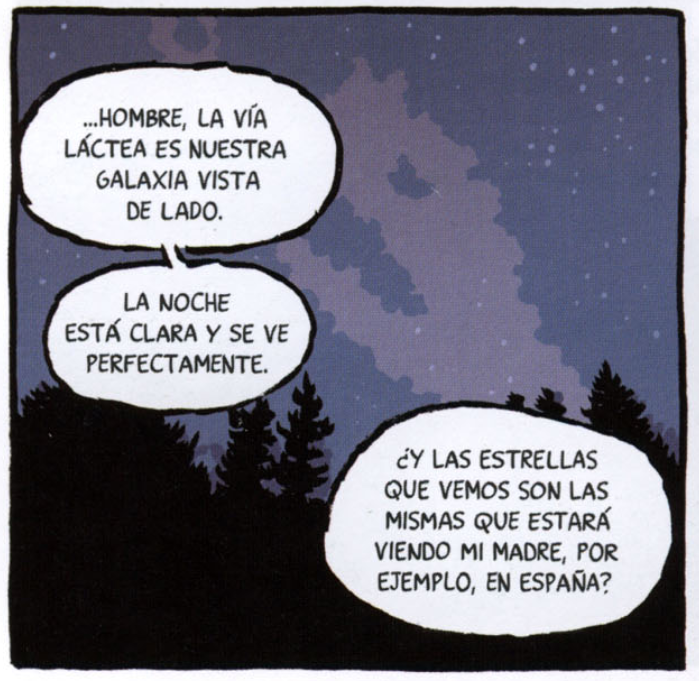 ...HOMBRE, LA VÍA
LÁCTEA ES NUESTRA
GALAXIA VISTA
DE LADO.
LA NOCHE
ESTÁ CLARA Y SE VE
PERFECTAMENTE.
¿Y LAS ESTRELLAS
QUE VEMOS SON LAS
MISMAS QUE ESTARÁ
VIENDO MI MADRE, POR
EJEMPLO, EN ESPAÑA?